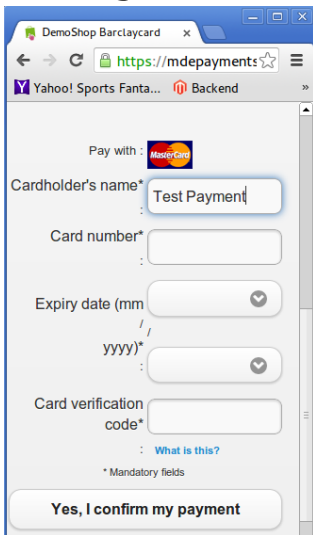 DemoShop Barclaycard
https://mdepayments
Yahoo! Sports Fanta... Backend »
Pay with : MasterCard
Cardholder's name*
: Test Payment
Card number*
:
Expiry date (mm
/ /
yyyy)*
:
Card verification
code*
: What is this?
* Mandatory fields
Yes, I confirm my payment